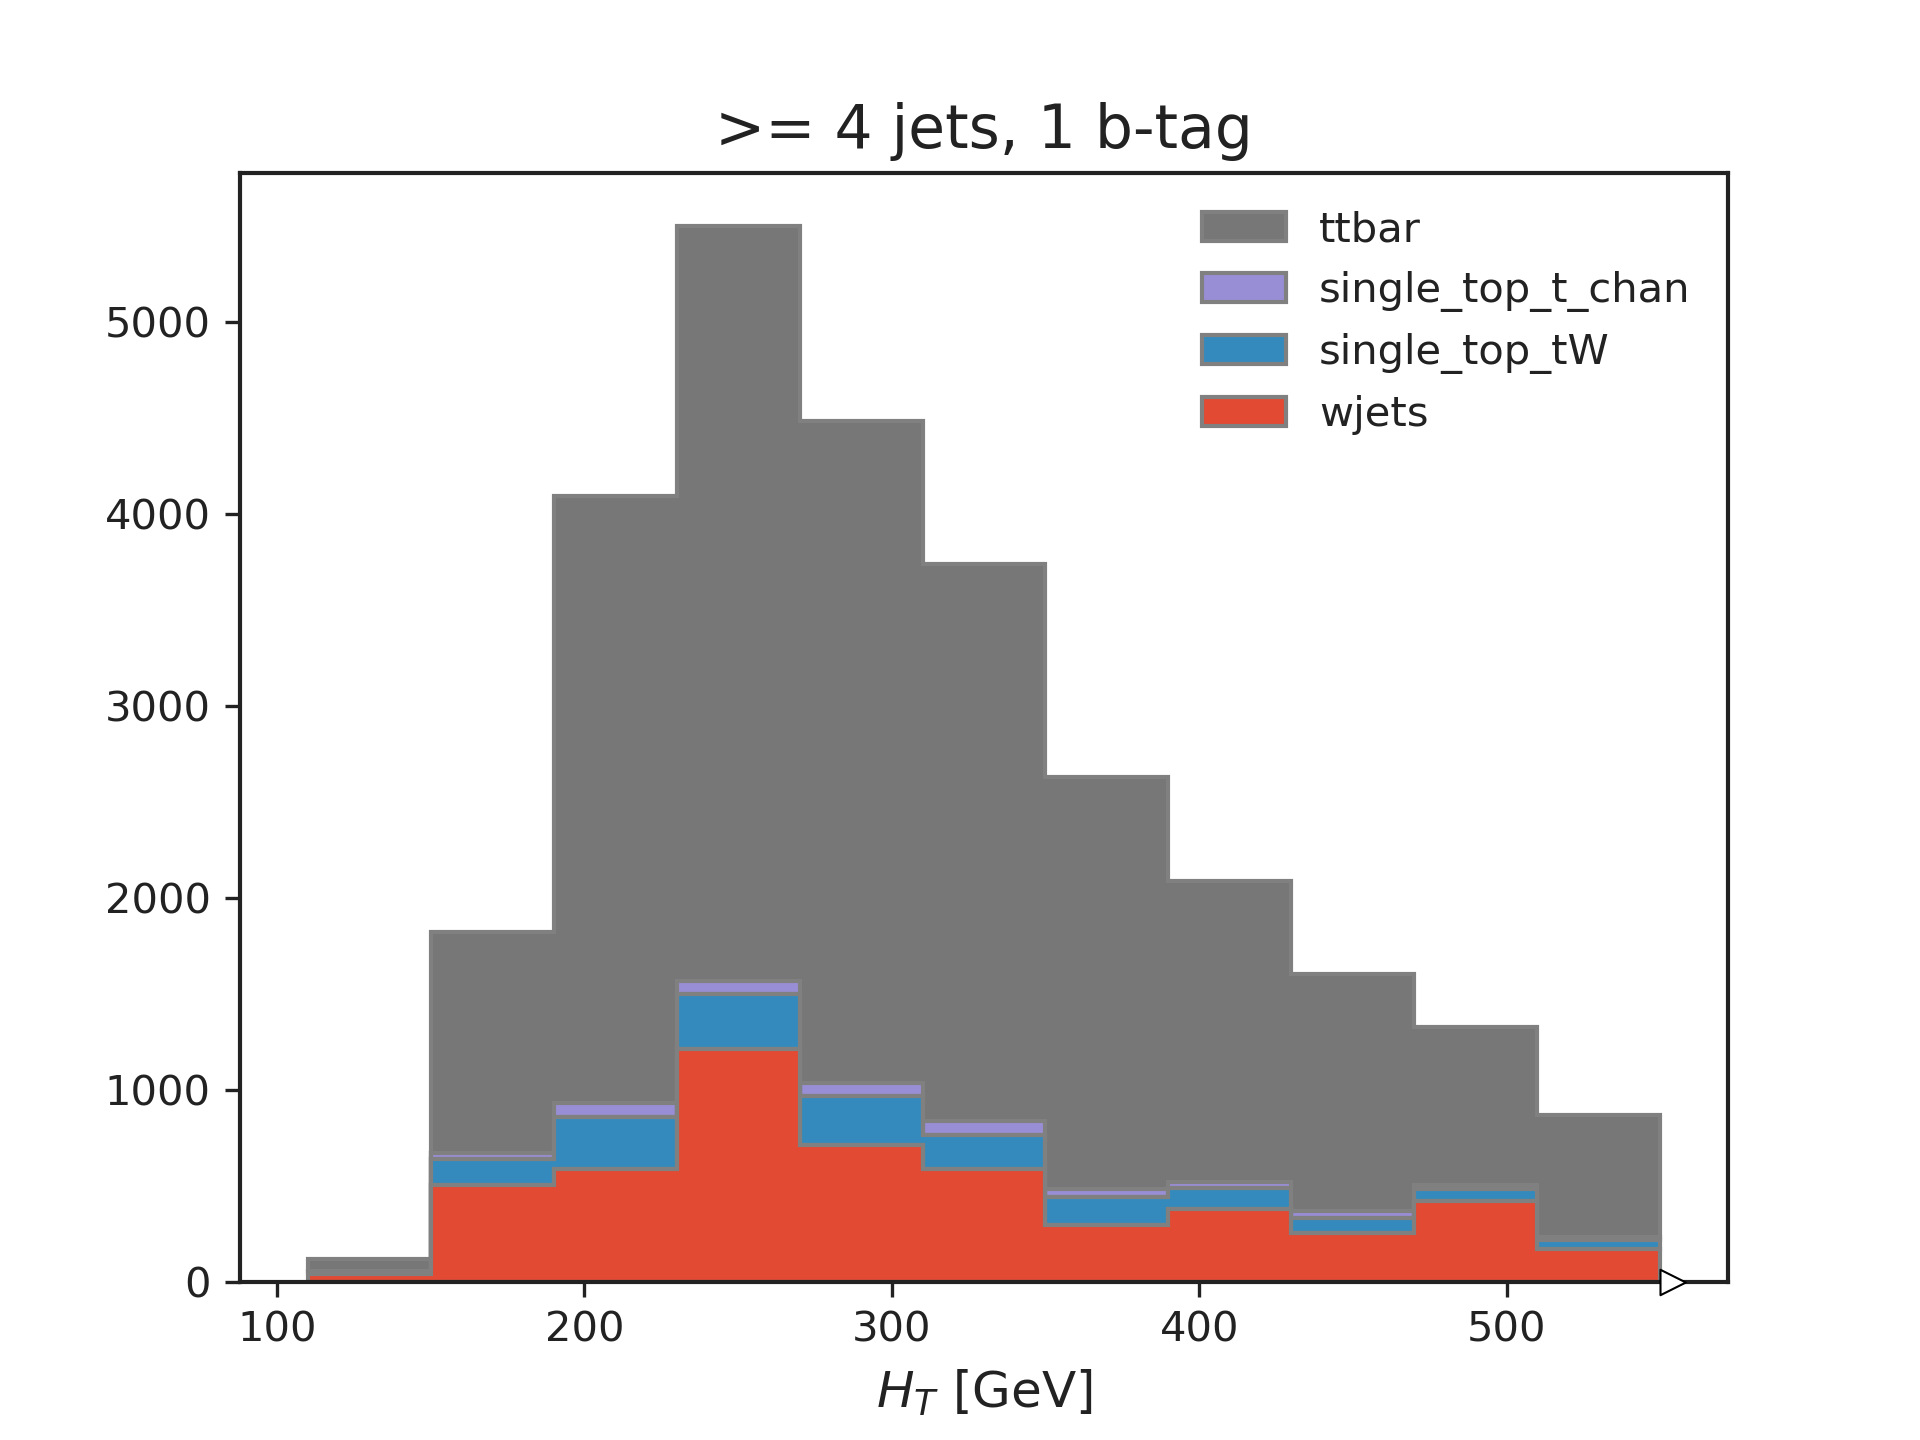 >= 4 jets, 1 b-tag
ttbar
single_top_t_chan
single_top_tW
wjets
5000
4000
3000
2000
1000
0
100 200 300 400 500
H_T [GeV]